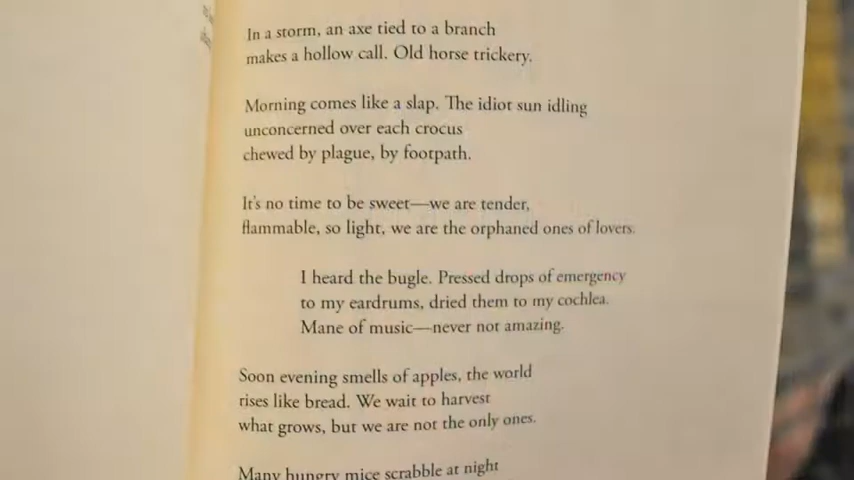 In a storm, an axe tied to a branch
makes a hollow call. Old horse trickery.
Morning comes like a slap. The idiot sun idling
unconcerned over each crocus
chewed by plague, by footpath.
It's no time to be sweet—we are tender,
flammable, so light, we are the orphaned ones of lovers.
I heard the bugle. Pressed drops of emergency
to my eardrums, dried them to my cochlea.
Mane of music—never not amazing.
Soon evening smells of apples, the world
rises like bread. We wait to harvest
what grows, but we are not the only ones.
Many hungry mice scrabble at night